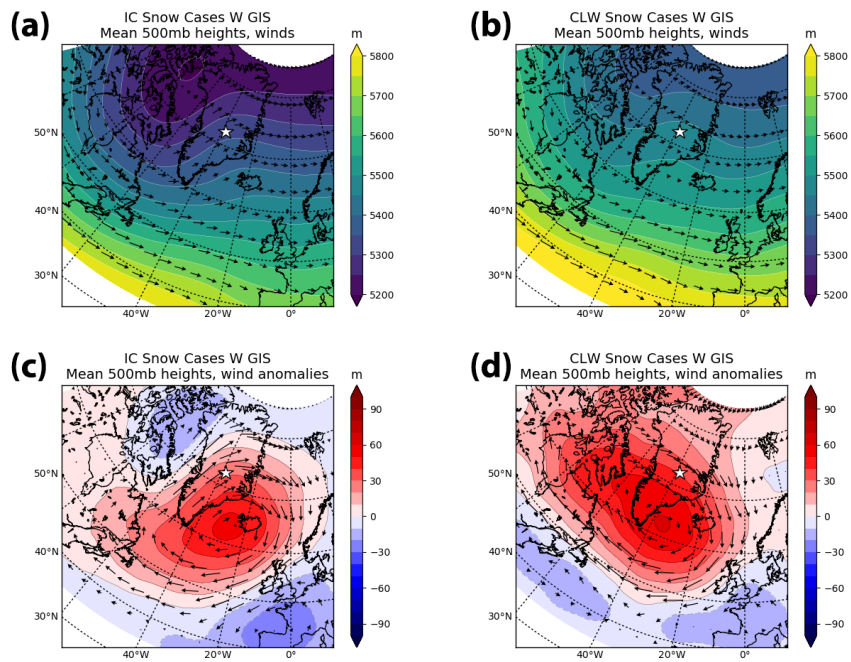 (a)
IC Snow Cases W GIS
Mean 500mb heights, winds
m
5800
5700
5600
5500
5400
5300
5200
50°N
40°N
30°N
40°W
20°W
0°
(b)
CLW Snow Cases W GIS
Mean 500mb heights, winds
m
5800
5700
5600
5500
5400
5300
5200
50°N
40°N
30°N
40°W
20°W
0°
(c)
IC Snow Cases W GIS
Mean 500mb heights, wind anomalies
m
90
60
30
0
−30
−60
−90
50°N
40°N
30°N
40°W
20°W
0°
(d)
CLW Snow Cases W GIS
Mean 500mb heights, wind anomalies
m
90
60
30
0
−30
−60
−90
50°N
40°N
30°N
40°W
20°W
0°